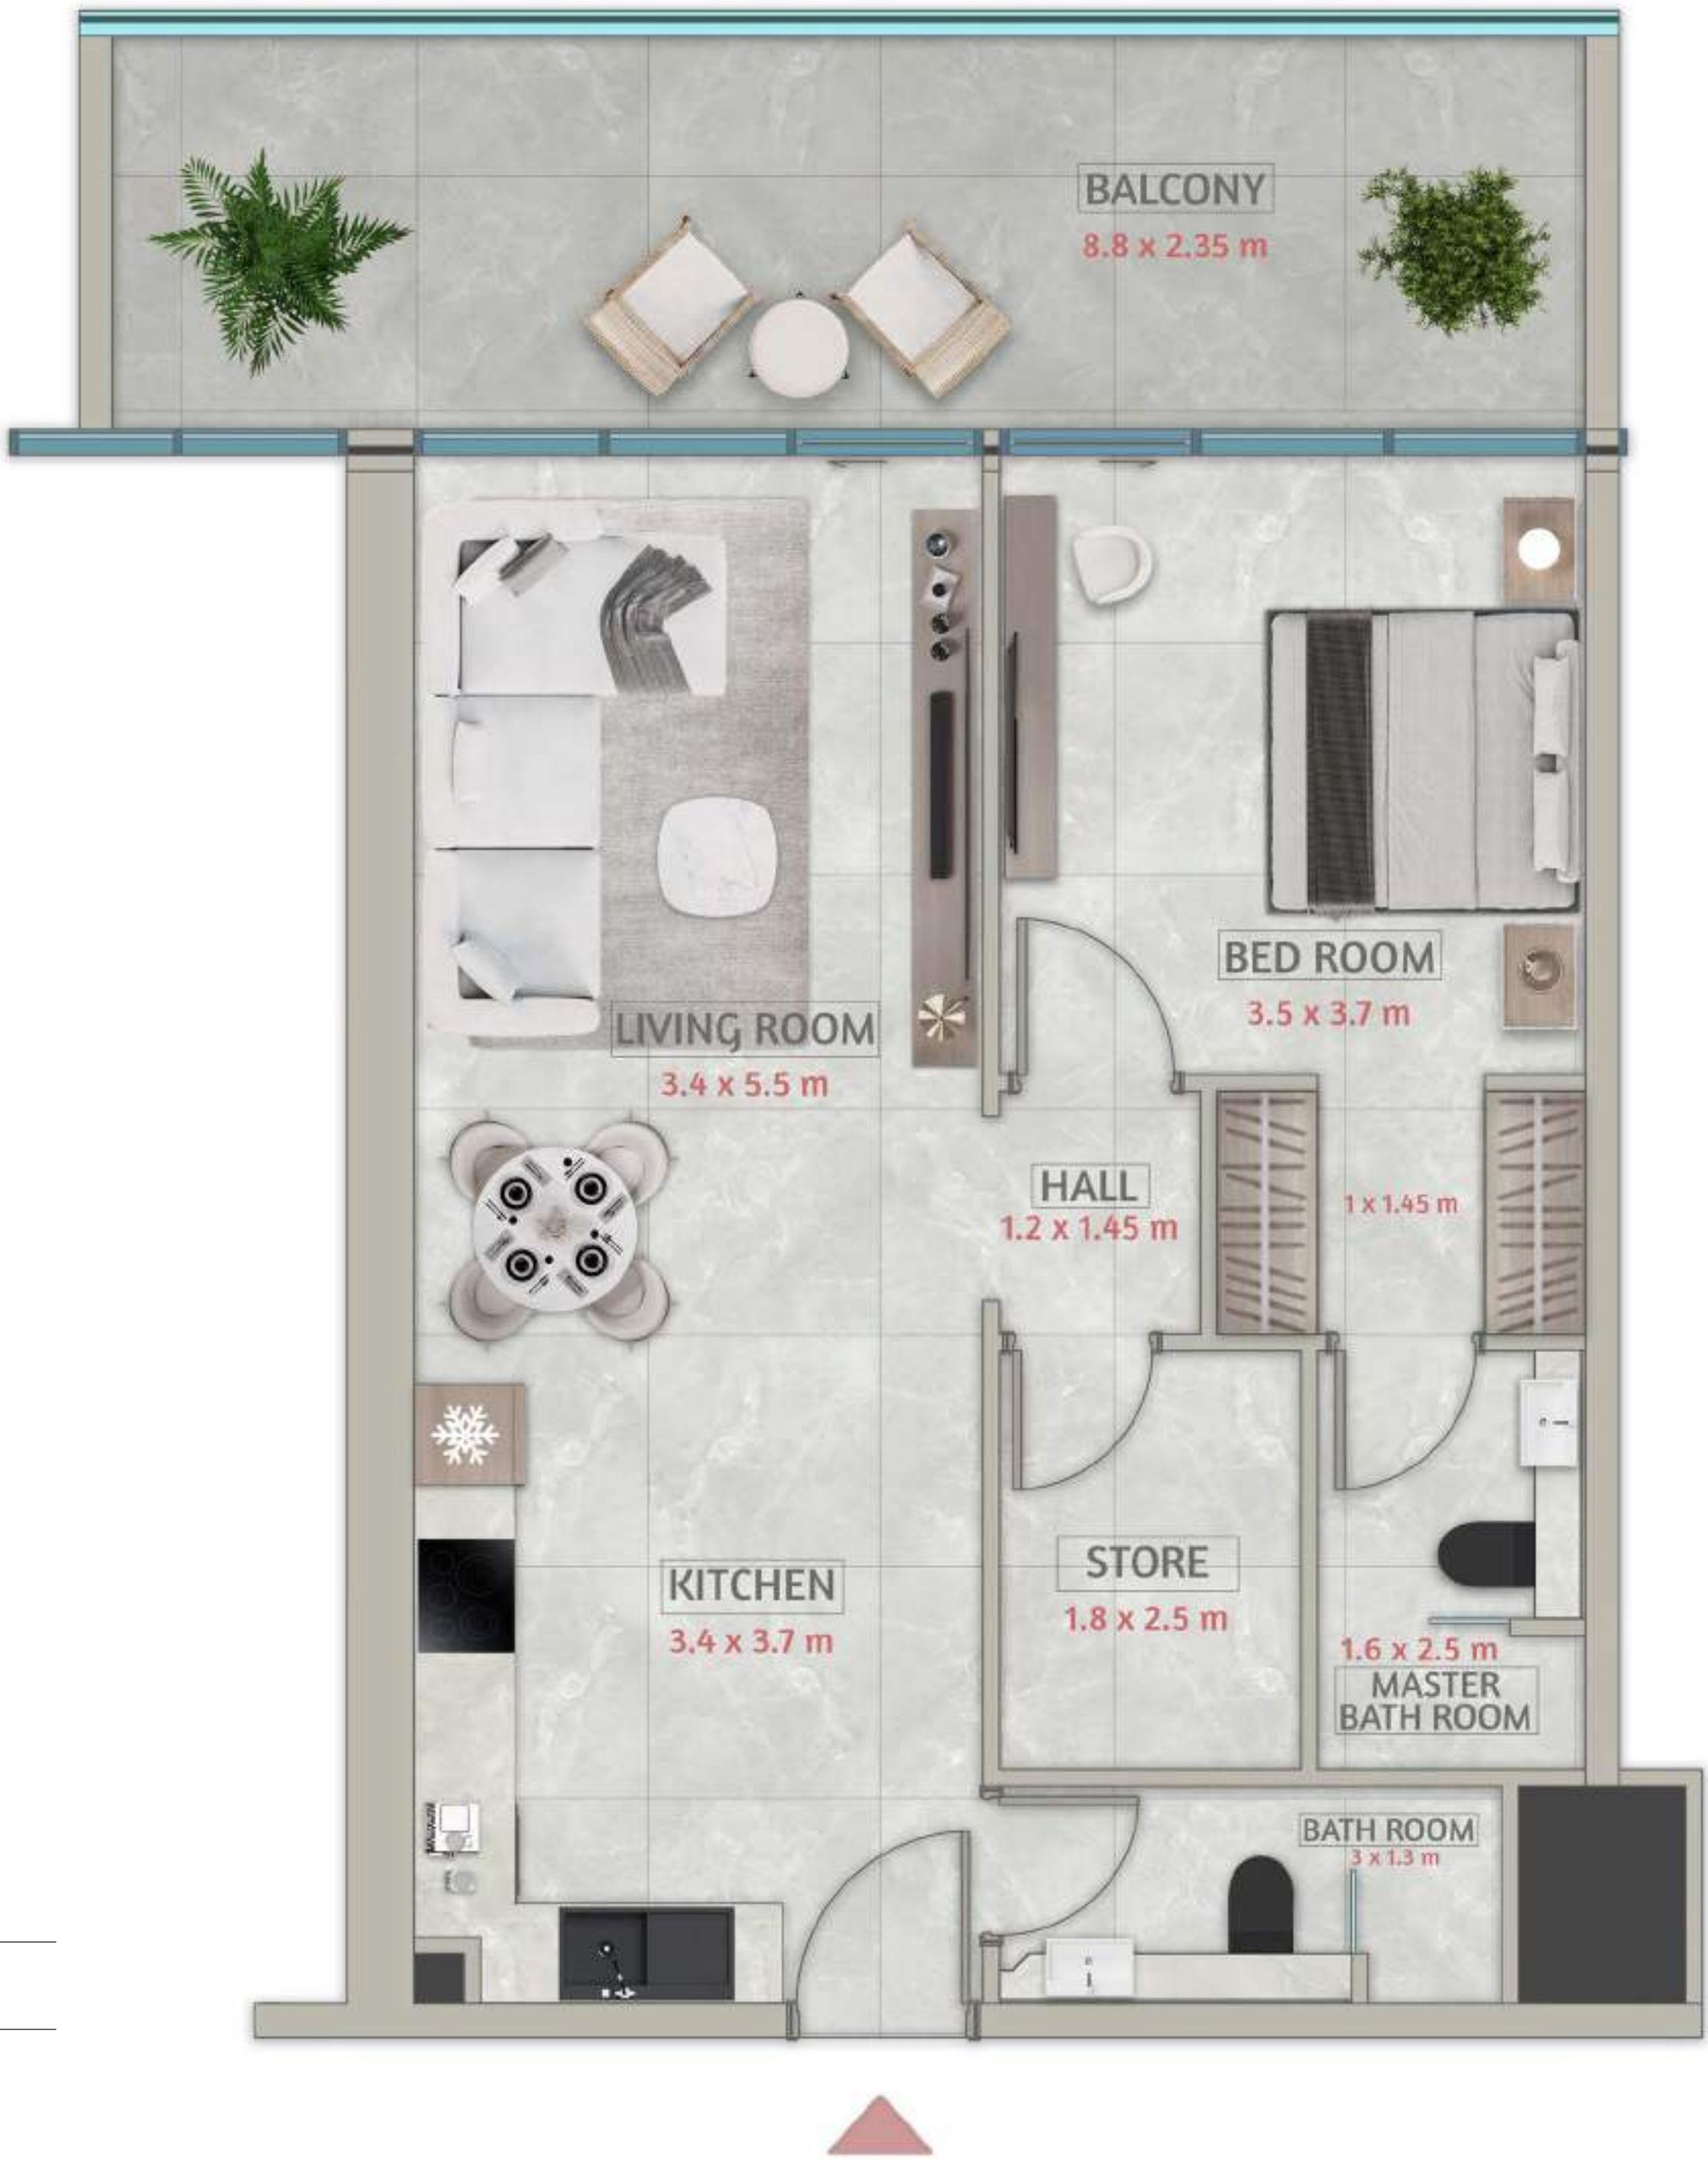 BALCONY
8.8 x 2.35 m
BED ROOM
3.5 x 3.7 m
LIVING ROOM
3.4 x 5.5 m
HALL
1.2 x 1.45 m
1 x 1.45 m
KITCHEN
3.4 x 3.7 m
STORE
1.8 x 2.5 m
1.6 x 2.5 m
MASTER
BATH ROOM
BATH ROOM
3 x 1.3 m